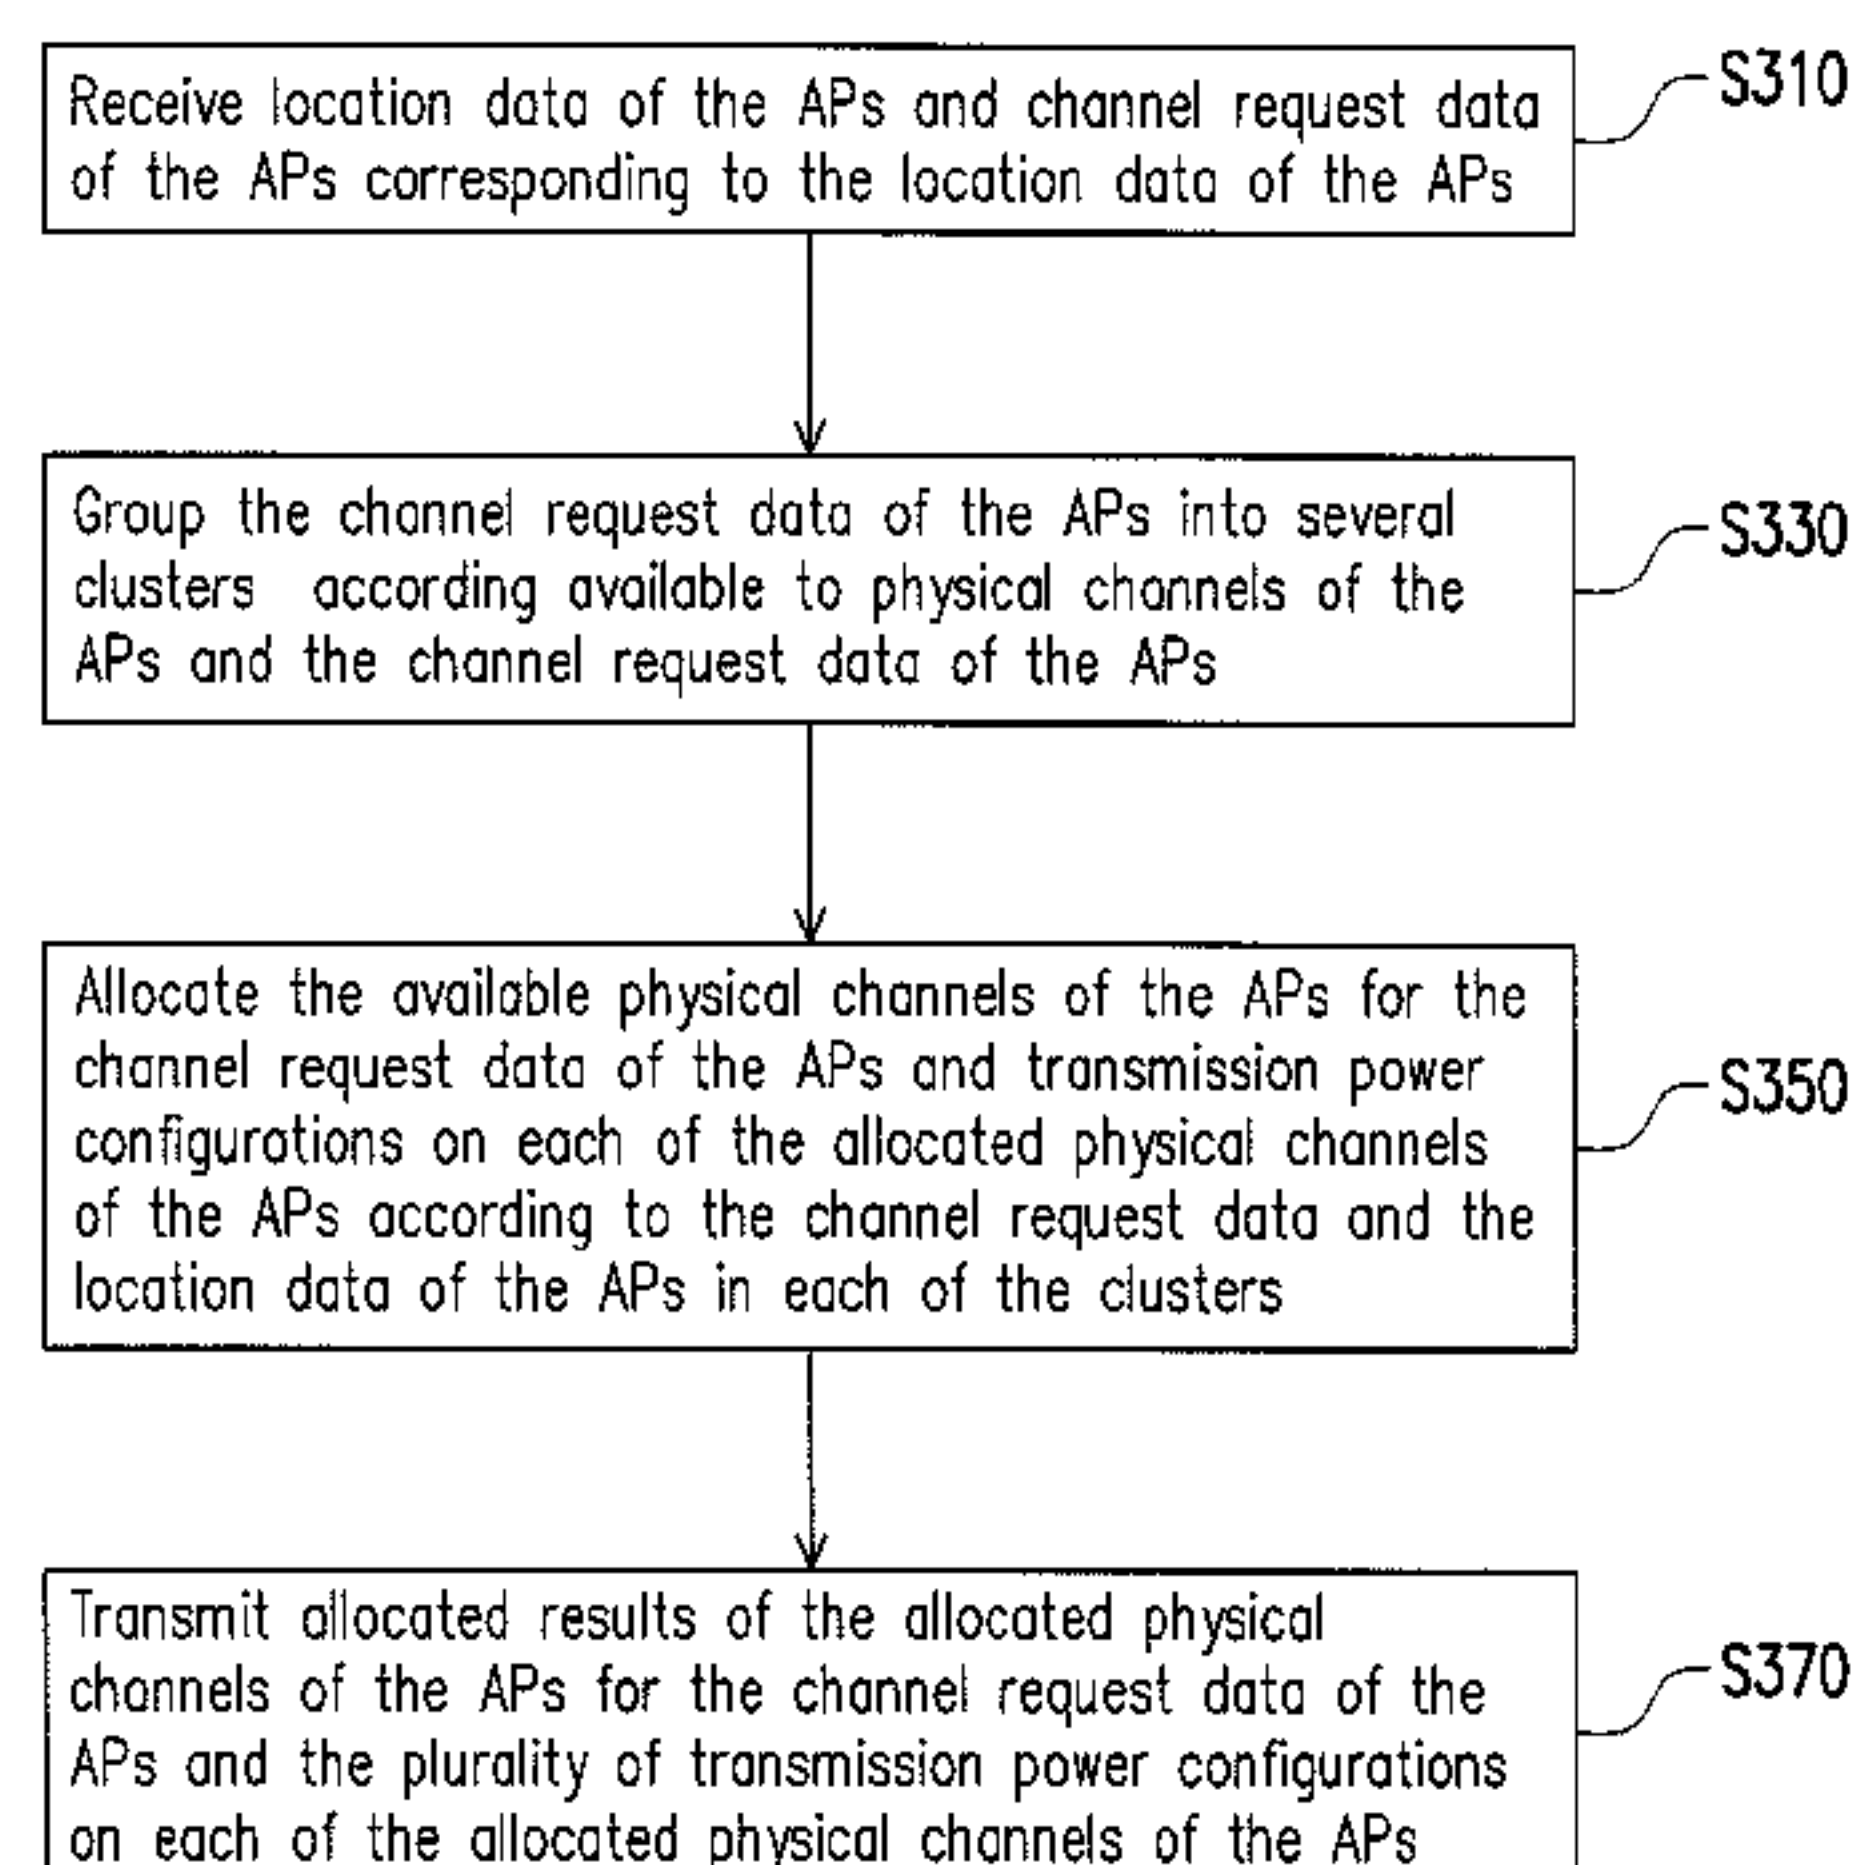 Receive location data of the APs and channel request data
of the APs corresponding to the location data of the APs
S310
Group the channel request data of the APs into several
clusters according available to physical channels of the
APs and the channel request data of the APs
S330
Allocate the available physical channels of the APs for the
channel request data of the APs and transmission power
configurations on each of the allocated physical channels
of the APs according to the channel request data and the
location data of the APs in each of the clusters
S350
Transmit allocated results of the allocated physical
channels of the APs for the channel request data of the
APs and the plurality of transmission power configurations
on each of the allocated physical channels of the APs
S370